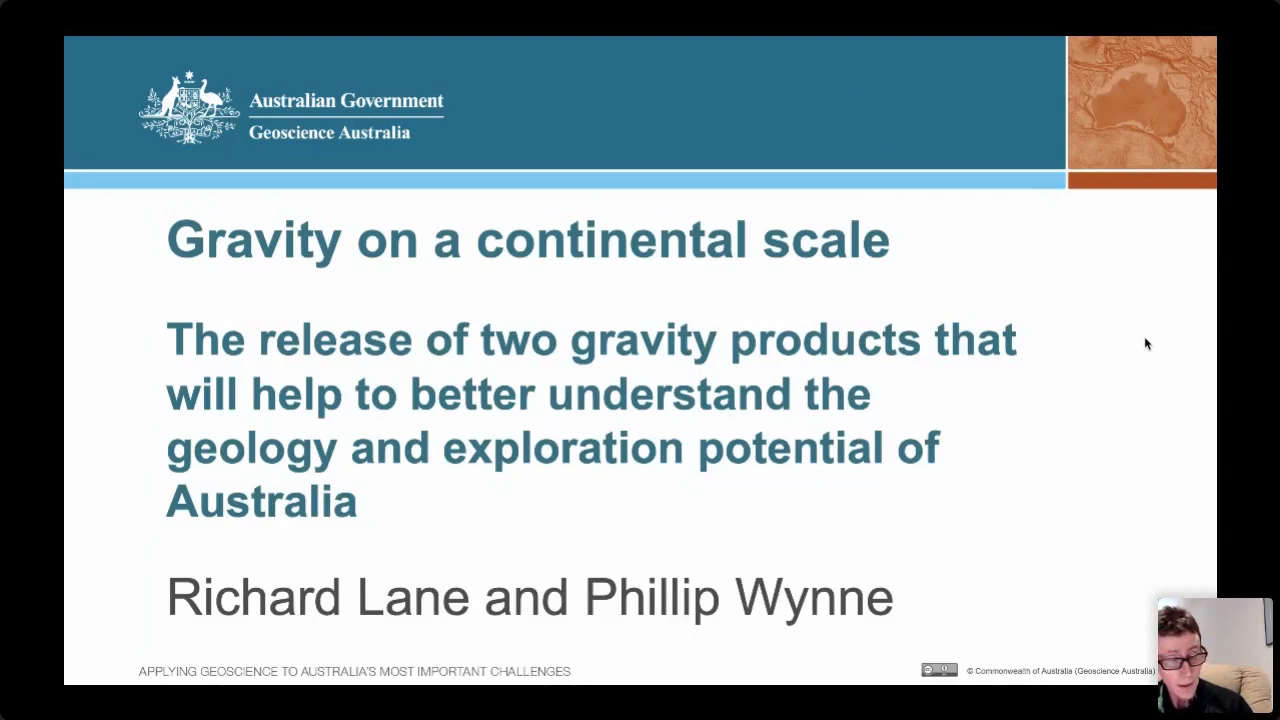 Australian Government
Geoscience Australia
Gravity on a continental scale
The release of two gravity products that
will help to better understand the
geology and exploration potential of
Australia
Richard Lane and Phillip Wynne
APPLYING GEOSCIENCE TO AUSTRALIA'S MOST IMPORTANT CHALLENGES
© Commonwealth of Australia (Geoscience Australia)